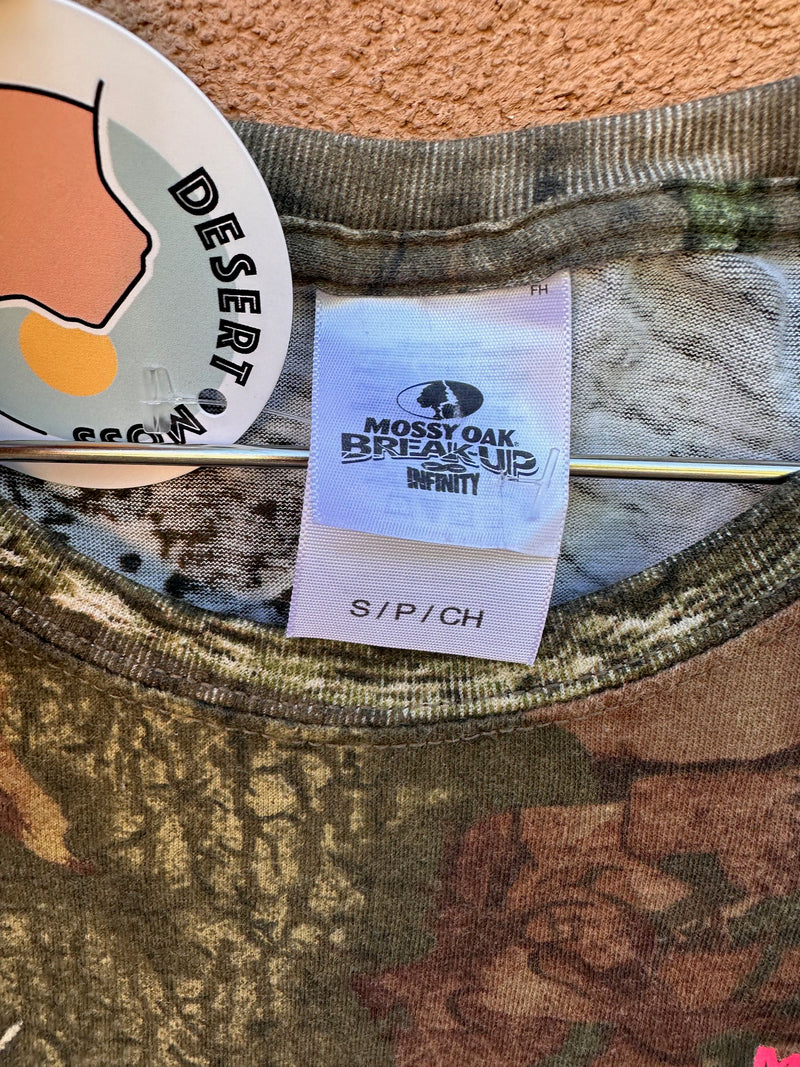 DESERT
MOSS
FH
MOSSY OAK
BREAK-UP
INFINITY
S / P / CH